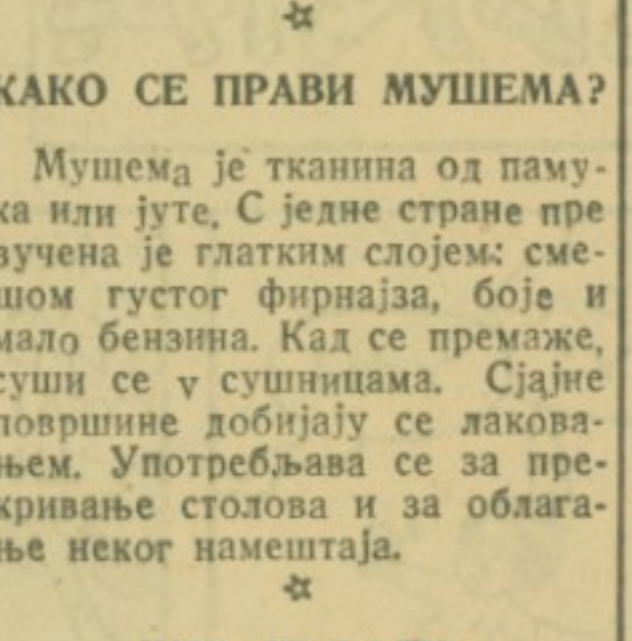 КАКО СЕ ПРАВИ МУШЕМА?
Мушема је тканина од паму-
ка или јуте. С једне стране пре
вучена је глатким слојем: сме-
шом густог фирнајза, боје и
мало бензина. Кад се премаже,
суши се у сушницама. Сјајне
површине добијају се лакова-
њем. Употребљава се за пре-
кривање столова и за облага-
ње неког намештаја.